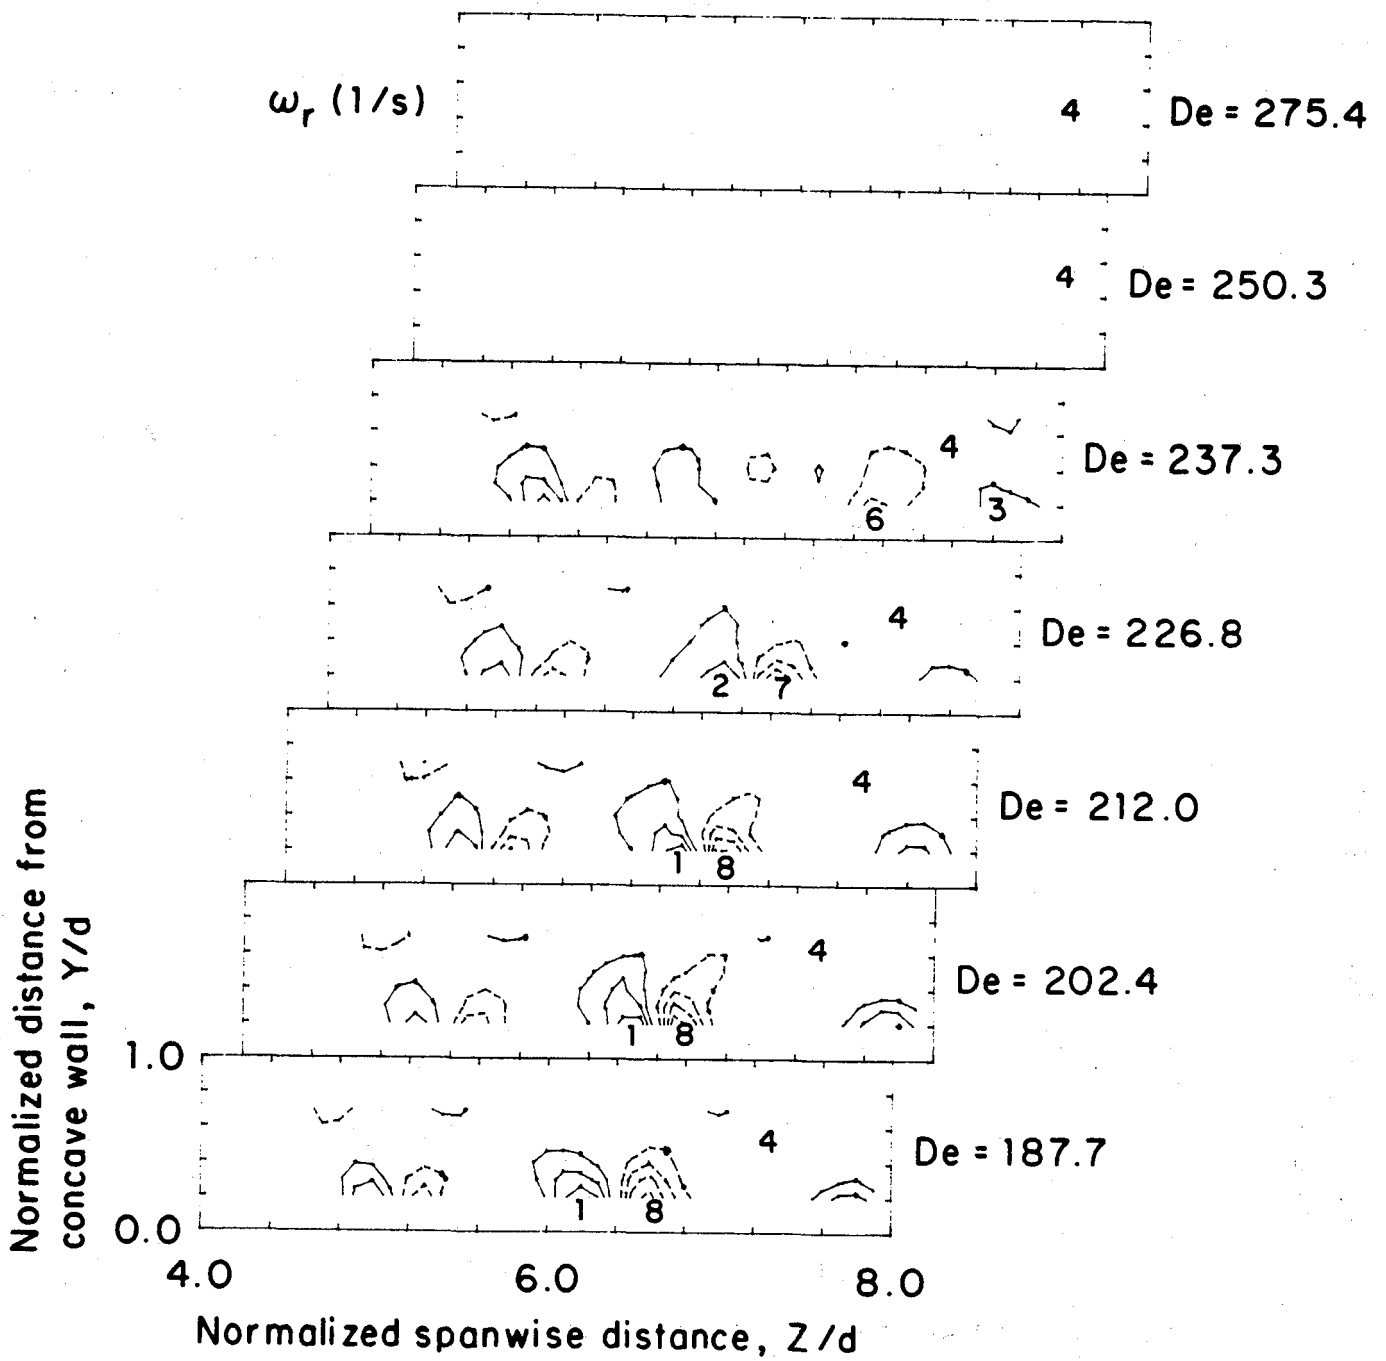 ωr (1/s)
4
De = 275.4
4
De = 250.3
4
De = 237.3
6
3
4
De = 226.8
2
7
4
De = 212.0
1
8
4
De = 202.4
1
8
4
De = 187.7
1
8
Normalized distance from
concave wall, Y/d
1.0
0.0
4.0
6.0
8.0
Normalized spanwise distance, Z/d